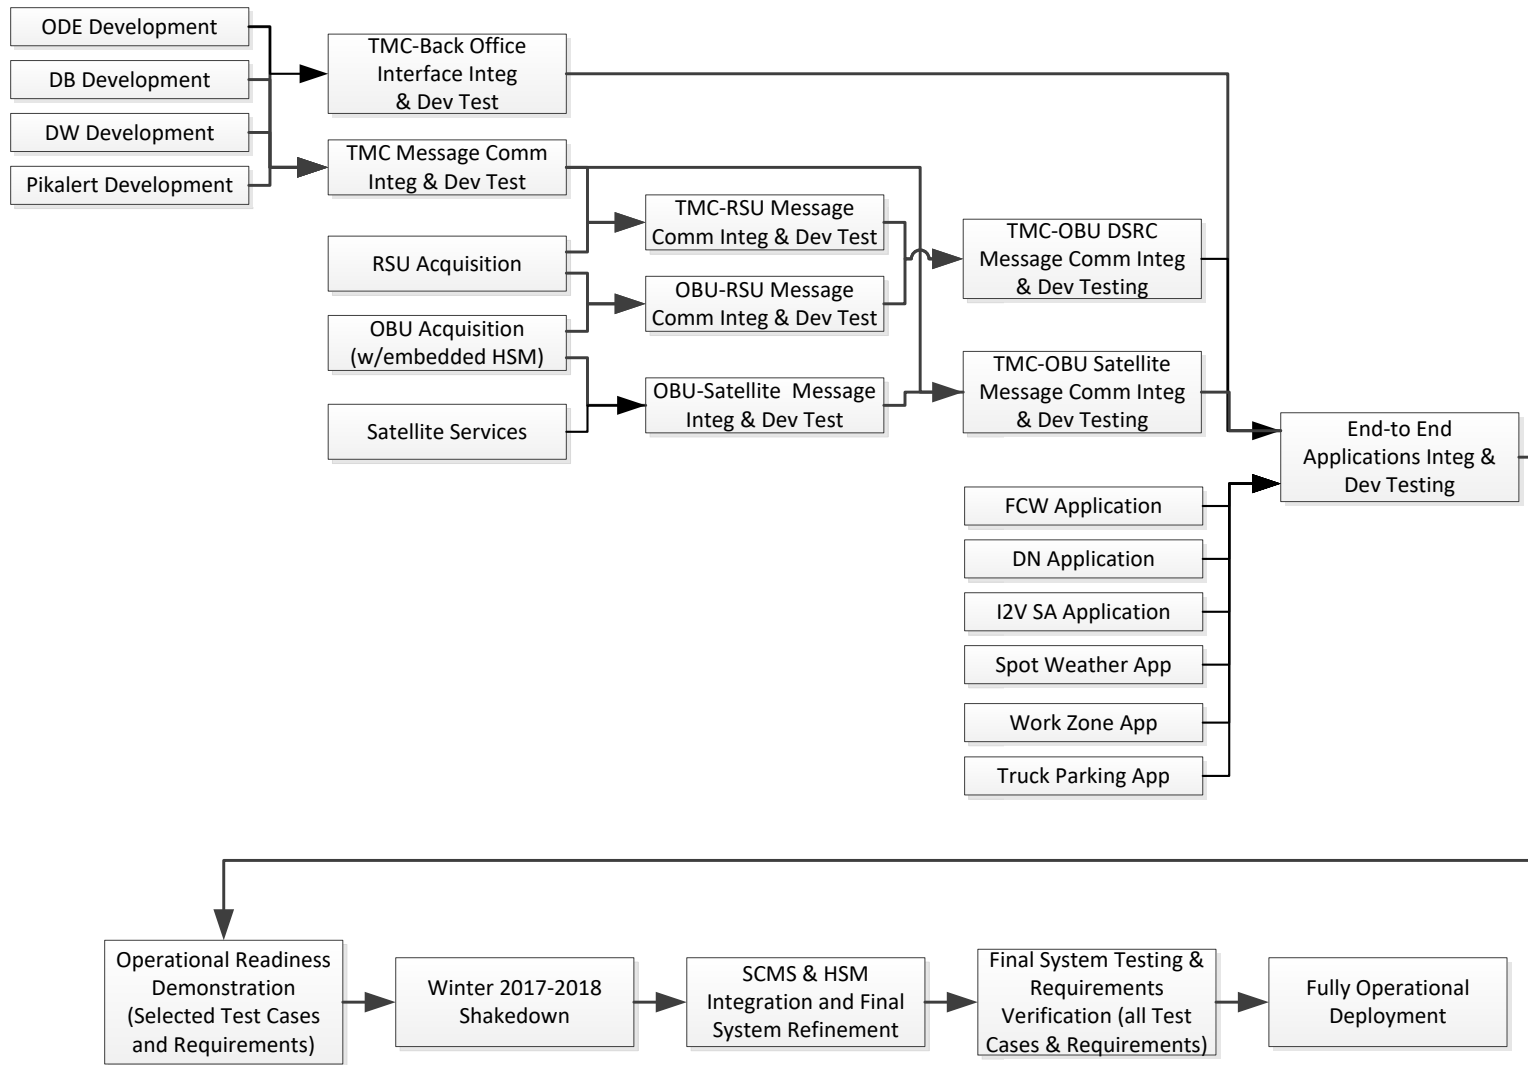 ODE Development
DB Development
DW Development
Pikalert Development
TMC-Back Office
Interface Integ
& Dev Test
TMC Message Comm
Integ & Dev Test
RSU Acquisition
OBU Acquisition
(w/embedded HSM)
Satellite Services
TMC-RSU Message
Comm Integ & Dev Test
OBU-RSU Message
Comm Integ & Dev Test
OBU-Satellite  Message
Integ & Dev Test
TMC-OBU DSRC
Message Comm Integ
& Dev Testing
TMC-OBU Satellite
Message Comm Integ
& Dev Testing
FCW Application
DN Application
I2V SA Application
Spot Weather App
Work Zone App
Truck Parking App
End-to End
Applications Integ &
Dev Testing
Operational Readiness
Demonstration
(Selected Test Cases
and Requirements)
Winter 2017-2018
Shakedown
SCMS & HSM
Integration and Final
System Refinement
Final System Testing &
Requirements
Verification (all Test
Cases & Requirements)
Fully Operational
Deployment